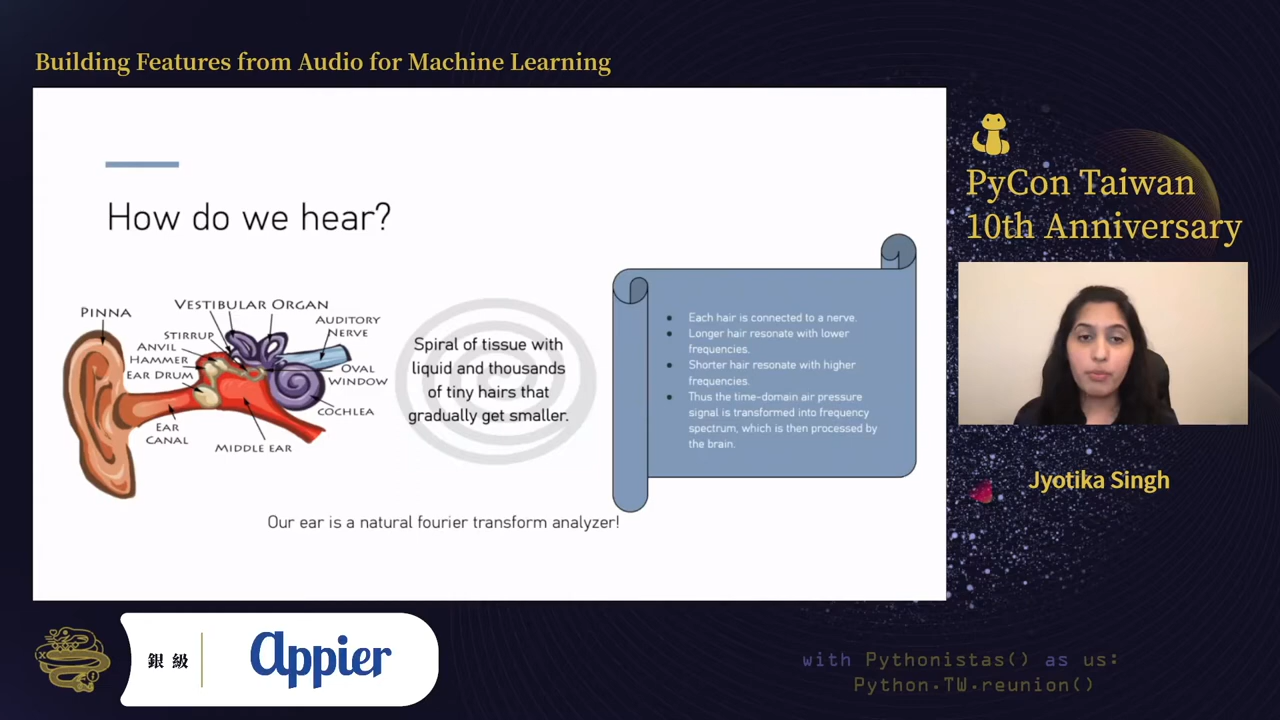 Building Features from Audio for Machine Learning
How do we hear?
PINNA
VESTIBULAR ORGAN
AUDITORY
NERVE
STIRRUP
ANVIL
HAMMER
EAR DRUM
OVAL
WINDOW
COCHLEA
EAR
CANAL
MIDDLE EAR
Spiral of tissue with
liquid and thousands
of tiny hairs that
gradually get smaller.
• Each hair is connected to a nerve.
• Longer hair resonate with lower
frequencies.
• Shorter hair resonate with higher
frequencies.
• Thus the time-domain air pressure
signal is transformed into frequency
spectrum, which is then processed by
the brain.
Our ear is a natural fourier transform analyzer!
PyCon Taiwan
10th Anniversary
Jyotika Singh
銀級
Appier
with Pythonistas() as us:
Python.TW.reunion()